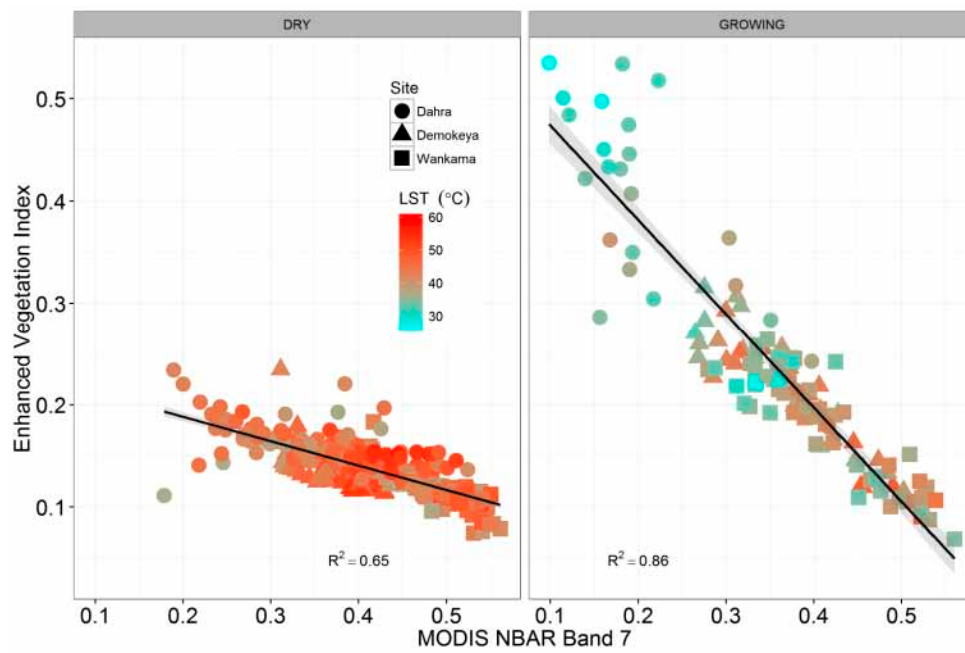 DRY
GROWING
Site
Dahra
Demokeya
Wankama
LST (°C)
60
50
40
30
0.5
0.4
0.3
0.2
0.1
Enhanced Vegetation Index
R² = 0.65
R² = 0.86
0.1 0.2 0.3 0.4 0.5 0.1 0.2 0.3 0.4 0.5
MODIS NBAR Band 7